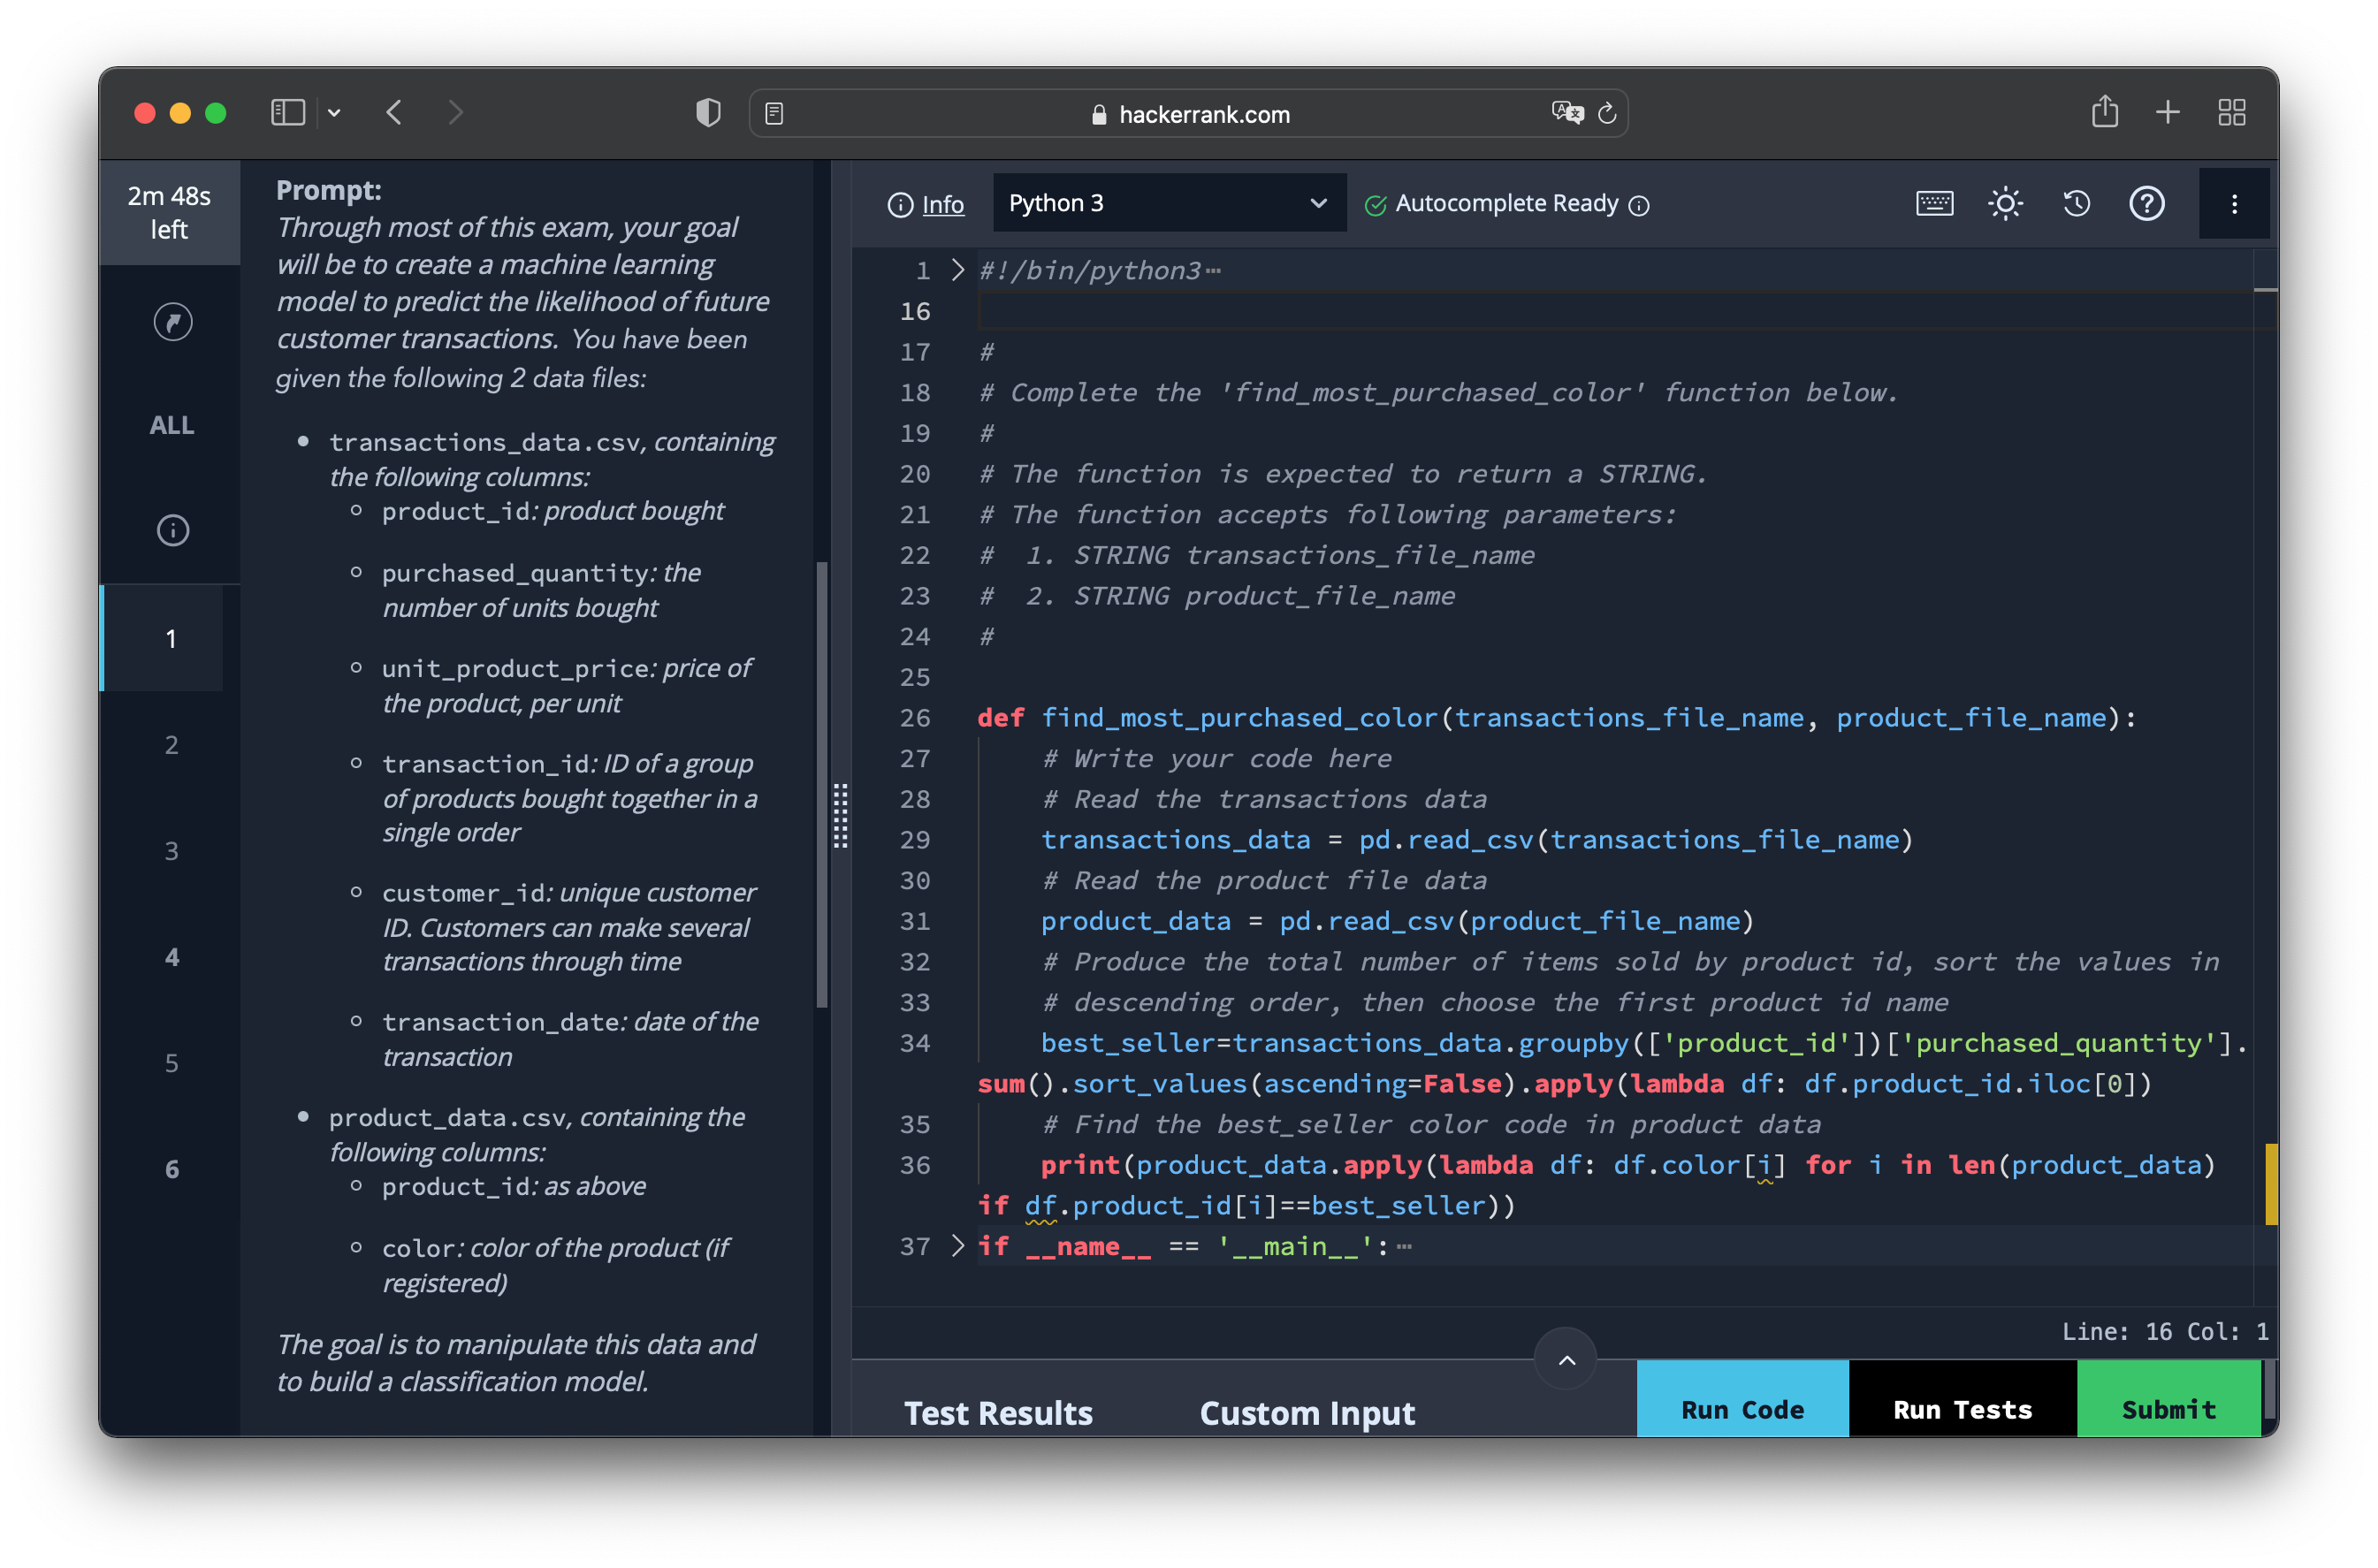 hackerrank.com
2m 48s
left
ALL
1
2
3
4
5
6
Prompt:
Through most of this exam, your goal
will be to create a machine learning
model to predict the likelihood of future
customer transactions. You have been
given the following 2 data files:
transactions_data.csv, containing
the following columns:
product_id: product bought
purchased_quantity: the
number of units bought
unit_product_price: price of
the product, per unit
transaction_id: ID of a group
of products bought together in a
single order
customer_id: unique customer
ID. Customers can make several
transactions through time
transaction_date: date of the
transaction
product_data.csv, containing the
following columns:
product_id: as above
color: color of the product (if
registered)
The goal is to manipulate this data and
to build a classification model.
Info
Python 3
Autocomplete Ready
1 #!/bin/python3
16
17 #
18 # Complete the 'find_most_purchased_color' function below.
19 #
20 # The function is expected to return a STRING.
21 # The function accepts following parameters:
22 #  1. STRING transactions_file_name
23 #  2. STRING product_file_name
24 #
25
26 def find_most_purchased_color(transactions_file_name, product_file_name):
27     # Write your code here
28     # Read the transactions data
29     transactions_data = pd.read_csv(transactions_file_name)
30     # Read the product file data
31     product_data = pd.read_csv(product_file_name)
32     # Produce the total number of items sold by product id, sort the values in
33     # descending order, then choose the first product id name
34     best_seller=transactions_data.groupby(['product_id'])['purchased_quantity'].
sum().sort_values(ascending=False).apply(lambda df: df.product_id.iloc[0])
35     # Find the best_seller color code in product data
36     print(product_data.apply(lambda df: df.color[i] for i in len(product_data)
if df.product_id[i]==best_seller))
37 if __name__ == '__main__':
Line: 16 Col: 1
Test Results
Custom Input
Run Code
Run Tests
Submit